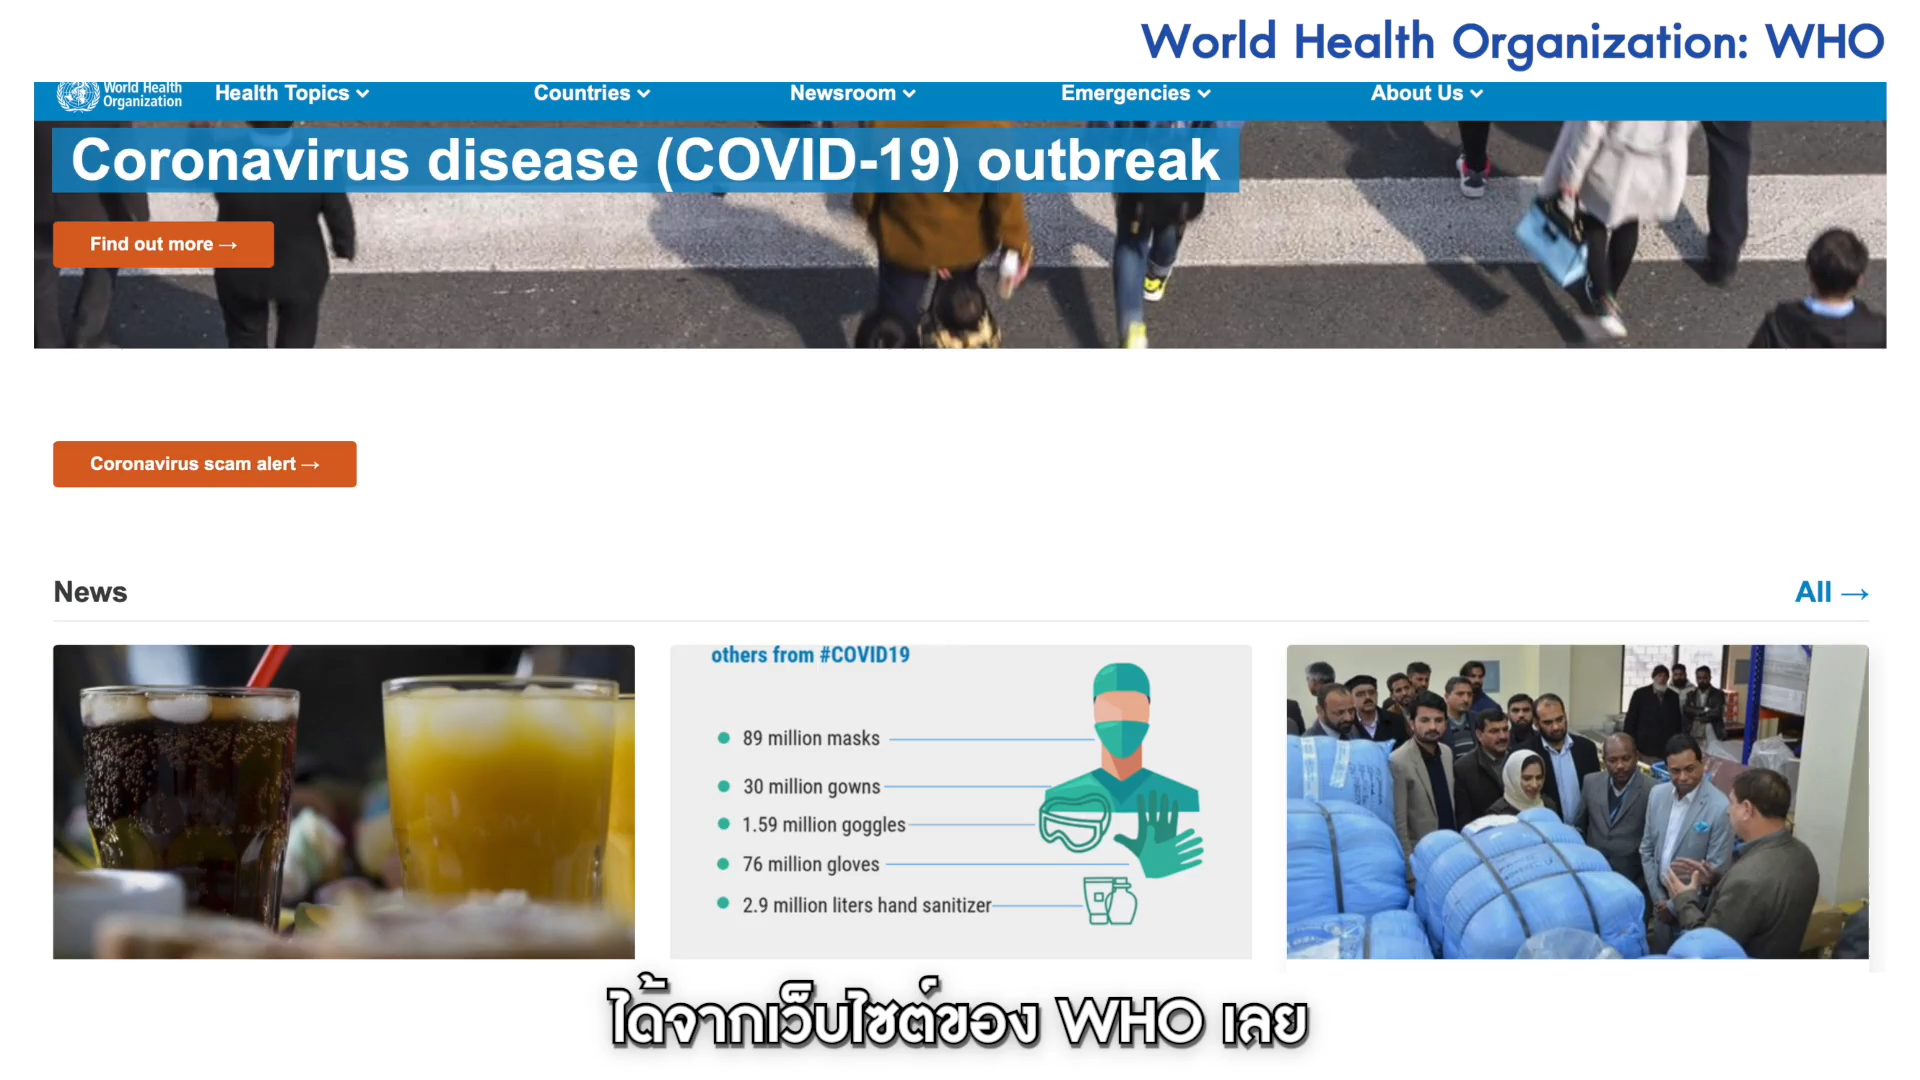 World Health Organization: WHO
World Health
Organization
Health Topics
Countries
Newsroom
Emergencies
About Us
Coronavirus disease (COVID-19) outbreak
Find out more →
Coronavirus scam alert →
News
All →
others from #COVID19
89 million masks
30 million gowns
1.59 million goggles
76 million gloves
2.9 million liters hand sanitizer
ได้จากเว็บไซต์ของ WHO เลย